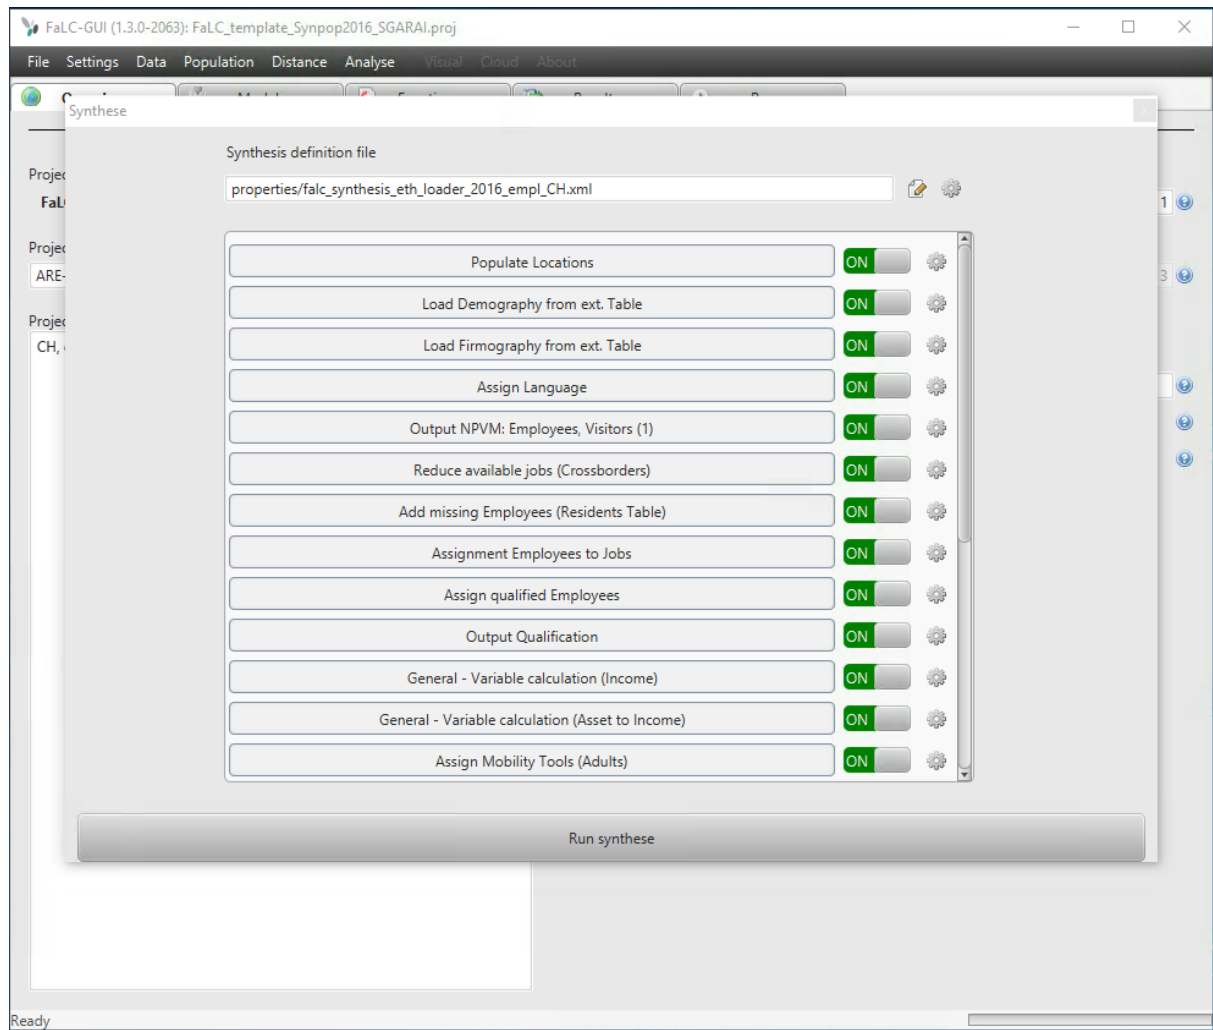 FaLC-GUI (1.3.0-2063): FaLC_template_Synpop2016_SGARAI.proj
File Settings Data Population Distance Analyse Visual Cloud About
Synthese
Synthesis definition file
properties/falc_synthesis_eth_loader_2016_empl_CH.xml
1
ARE-
3
CH,
Populate Locations
ON
Load Demography from ext. Table
ON
Load Firmography from ext. Table
ON
Assign Language
ON
Output NPVM: Employees, Visitors (1)
ON
Reduce available jobs (Crossborders)
ON
Add missing Employees (Residents Table)
ON
Assignment Employees to Jobs
ON
Assign qualified Employees
ON
Output Qualification
ON
General - Variable calculation (Income)
ON
General - Variable calculation (Asset to Income)
ON
Assign Mobility Tools (Adults)
ON
Run synthese
Ready